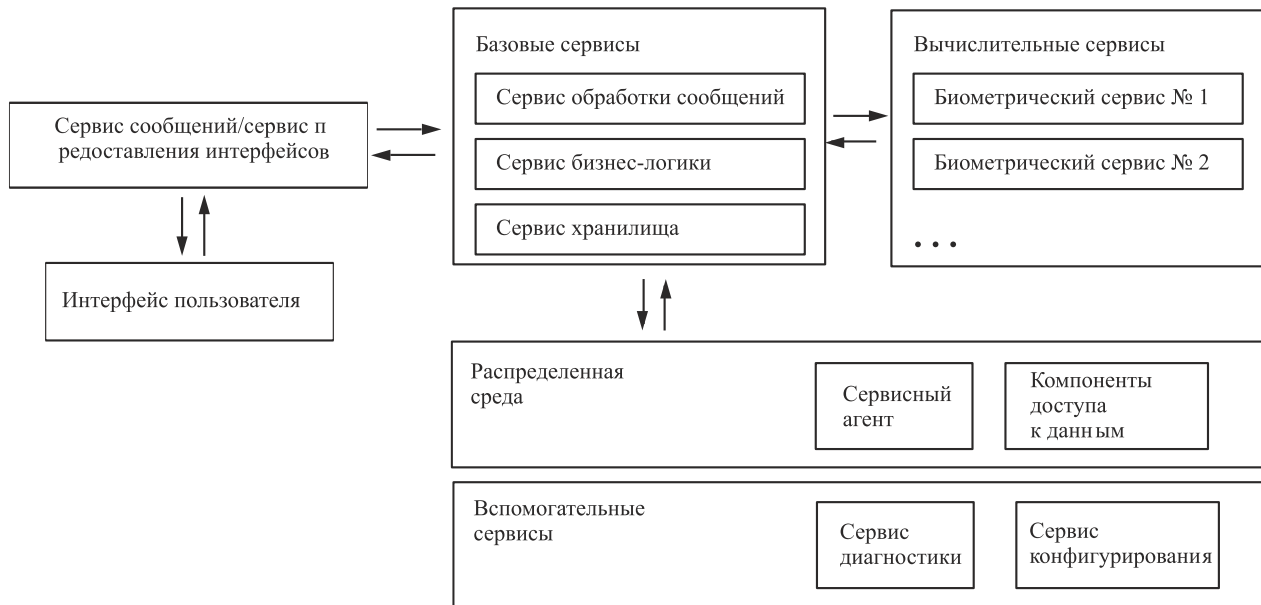 Сервис сообщений/сервис п
редоставления интерфейсов
Интерфейс пользователя
Базовые сервисы
Сервис обработки сообщений
Сервис бизнес-логики
Сервис хранилища
Вычислительные сервисы
Биометрический сервис № 1
Биометрический сервис № 2
. . .
Распределенная
среда
Сервисный
агент
Компоненты
доступа
к данным
Вспомогательные
сервисы
Сервис
диагностики
Сервис
конфигурирования